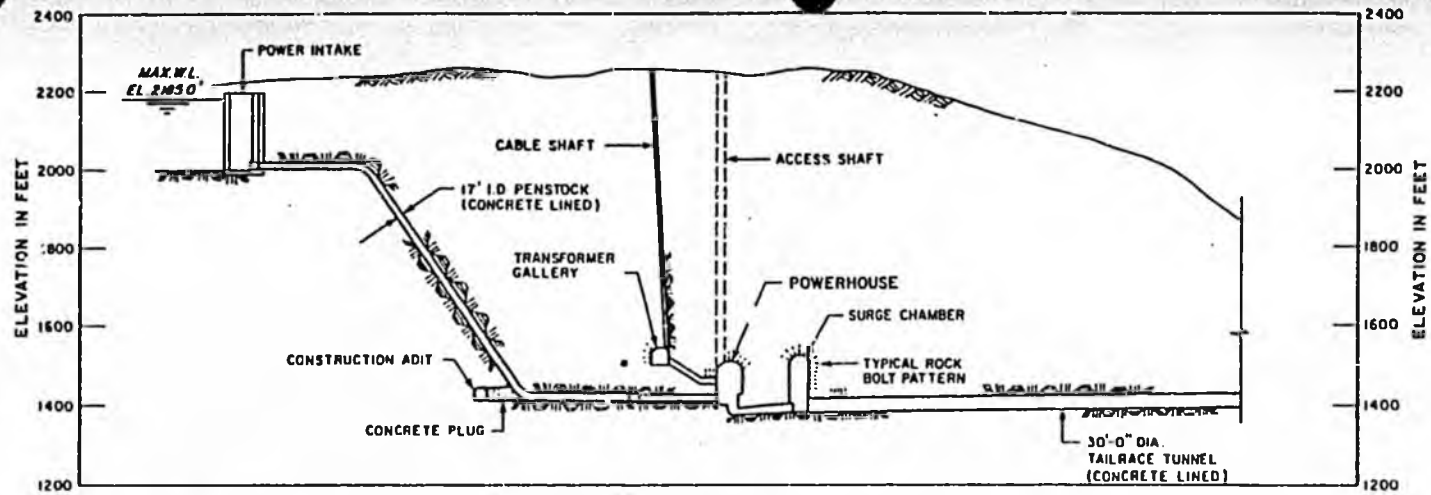 2400
2400
POWER INTAKE
MAX.W.L.
2200
2200
CABLE SHAFT
ACCESS SHAFT
2000
2000
17' I.D PENSTOCK
(CONCRETE LINED)
ELEVATION IN FEET
ELEVATION IN FEET
1800
1800
TRANSFORMER
GALLERY
POWERHOUSE
SURGE CHAMBER
1600
1600
CONSTRUCTION ADIT
TYPICAL ROCK
BOLT PATTERN
1400
1400
CONCRETE PLUG
30'-0" DIA.
TAILRACE TUNNEL
(CONCRETE LINED)
1200
1200